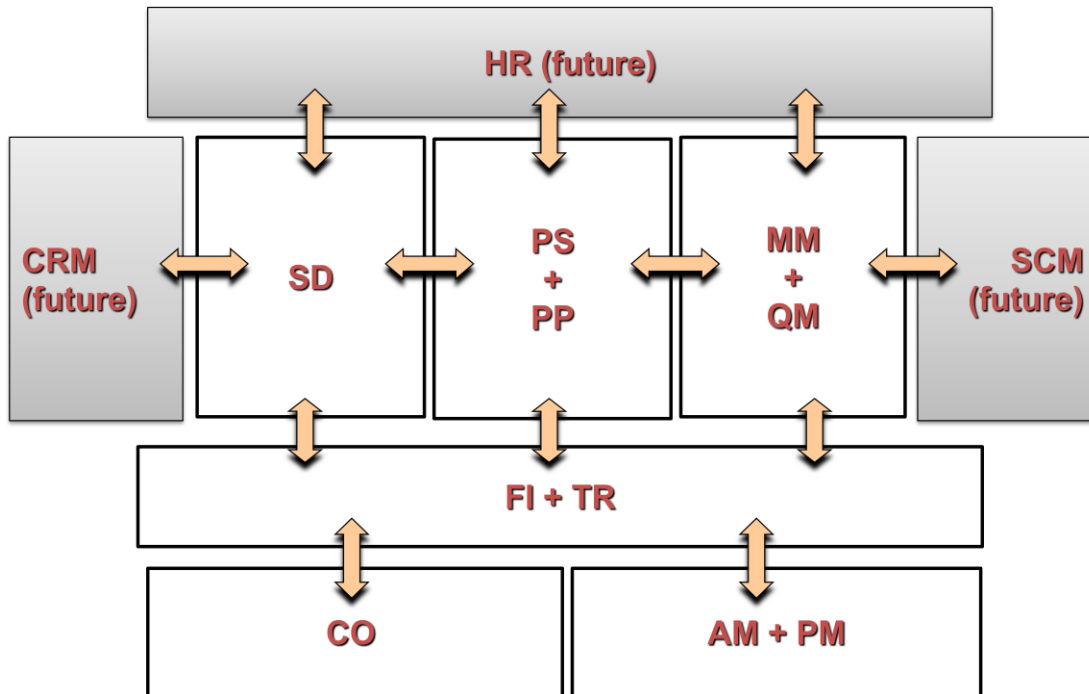 HR (future)
CRM
(future)
SD
PS
+
PP
MM
+
QM
SCM
(future)
FI + TR
CO
AM + PM